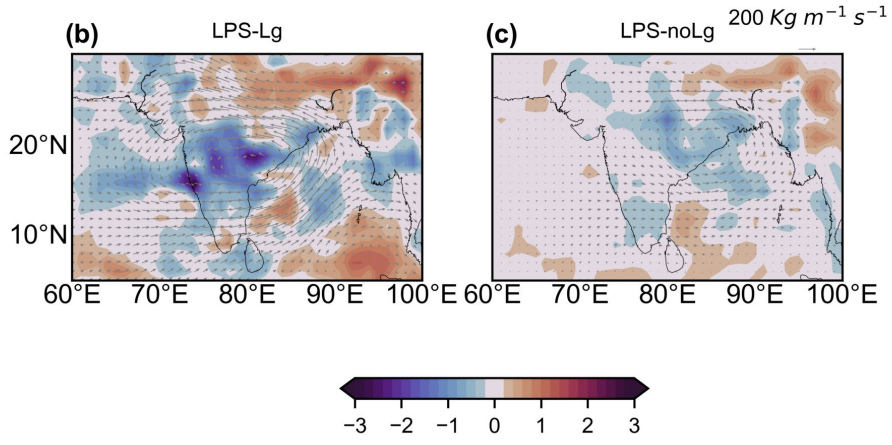 (b) LPS-Lg (c) LPS-noLg 200 Kg m⁻¹ s⁻¹
20°N
10°N
60°E 70°E 80°E 90°E 100°E 60°E 70°E 80°E 90°E 100°E
−3 −2 −1 0 1 2 3